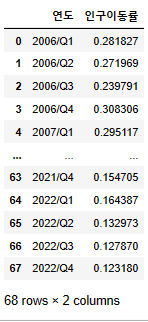 연도 인구이동률
0 2006/Q1 0.281827
1 2006/Q2 0.271969
2 2006/Q3 0.239791
3 2006/Q4 0.308306
4 2007/Q1 0.295117
... ... ...
63 2021/Q4 0.154705
64 2022/Q1 0.164387
65 2022/Q2 0.132973
66 2022/Q3 0.127870
67 2022/Q4 0.123180
68 rows × 2 columns